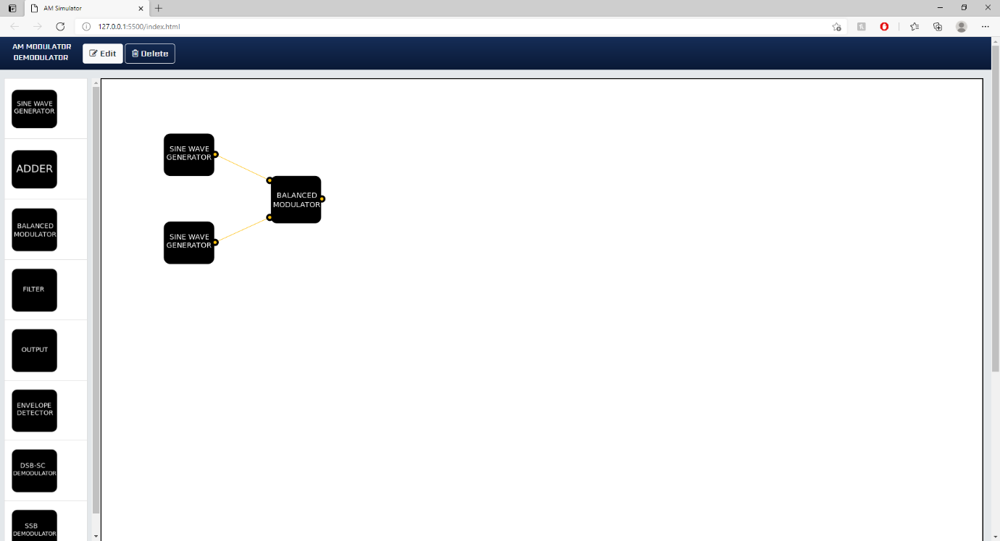 AM Simulator
127.0.0.1:5500/index.html
AM MODULATOR
DEMODULATOR
Edit
Delete
SINE WAVE
GENERATOR
ADDER
BALANCED
MODULATOR
FILTER
OUTPUT
ENVELOPE
DETECTOR
DSB-SC
DEMODULATOR
SSB
DEMODULATOR
SINE WAVE
GENERATOR
BALANCED
MODULATOR
SINE WAVE
GENERATOR